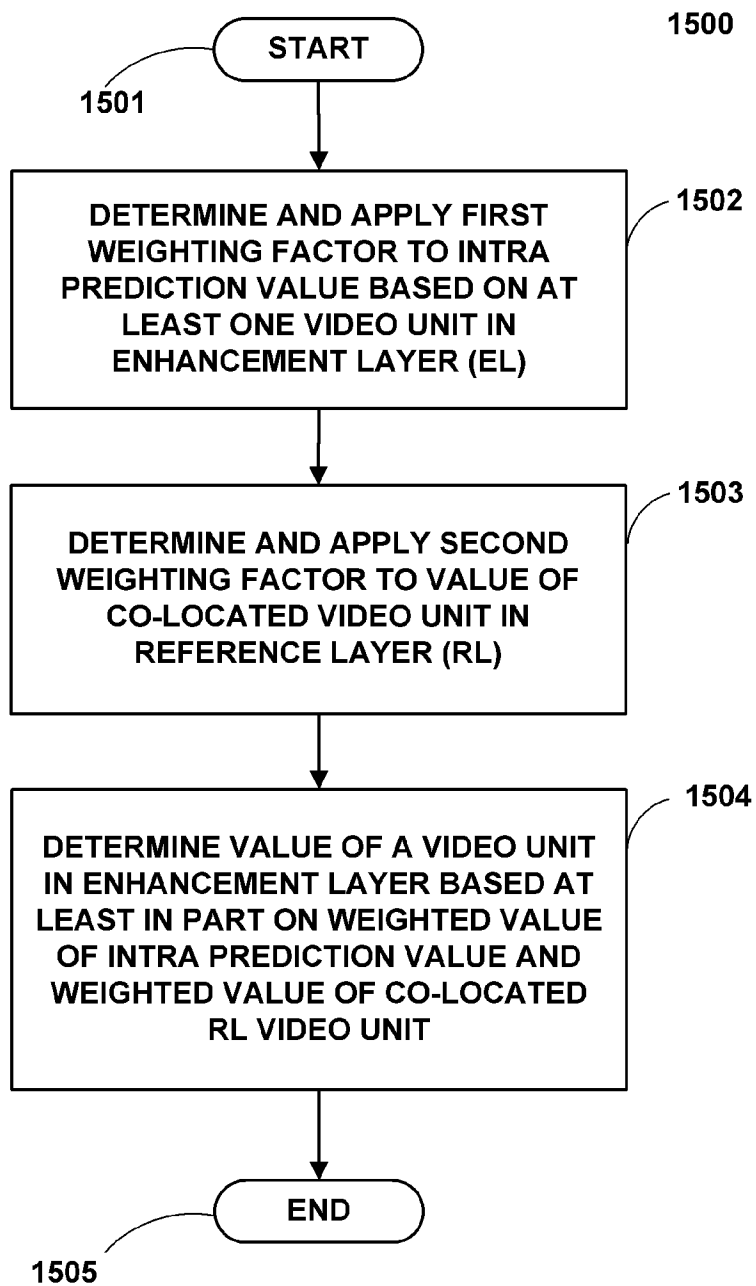 1500
START
1501
DETERMINE AND APPLY FIRST
WEIGHTING FACTOR TO INTRA
PREDICTION VALUE BASED ON AT
LEAST ONE VIDEO UNIT IN
ENHANCEMENT LAYER (EL)
1502
DETERMINE AND APPLY SECOND
WEIGHTING FACTOR TO VALUE OF
CO-LOCATED VIDEO UNIT IN
REFERENCE LAYER (RL)
1503
DETERMINE VALUE OF A VIDEO UNIT
IN ENHANCEMENT LAYER BASED AT
LEAST IN PART ON WEIGHTED VALUE
OF INTRA PREDICTION VALUE AND
WEIGHTED VALUE OF CO-LOCATED
RL VIDEO UNIT
1504
END
1505